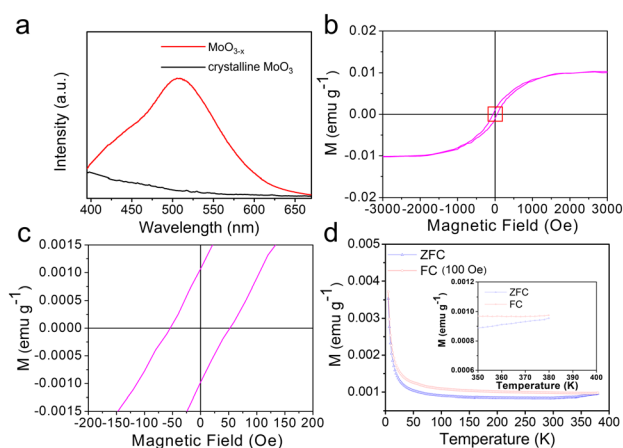 a
MoO3-x
crystalline MoO3
Intensity (a.u.)
400 450 500 550 600 650
Wavelength (nm)
b
0.02
0.01
0.00
-0.01
-0.02
M (emu g-1)
-3000 -2000 -1000 0 1000 2000 3000
Magnetic Field (Oe)
c
0.0015
0.0010
0.0005
0.0000
-0.0005
-0.0010
-0.0015
M (emu g-1)
-200 -150 -100 -50 0 50 100 150 200
Magnetic Field (Oe)
d
0.005
0.004
0.003
0.002
0.001
M (emu g-1)
ZFC
FC (100 Oe)
0 50 100 150 200 250 300 350 400
Temperature (K)
0.0012
0.0010
0.0008
0.0006
M (emu g-1)
ZFC
FC
350 360 370 380 390 400
Temperature (K)